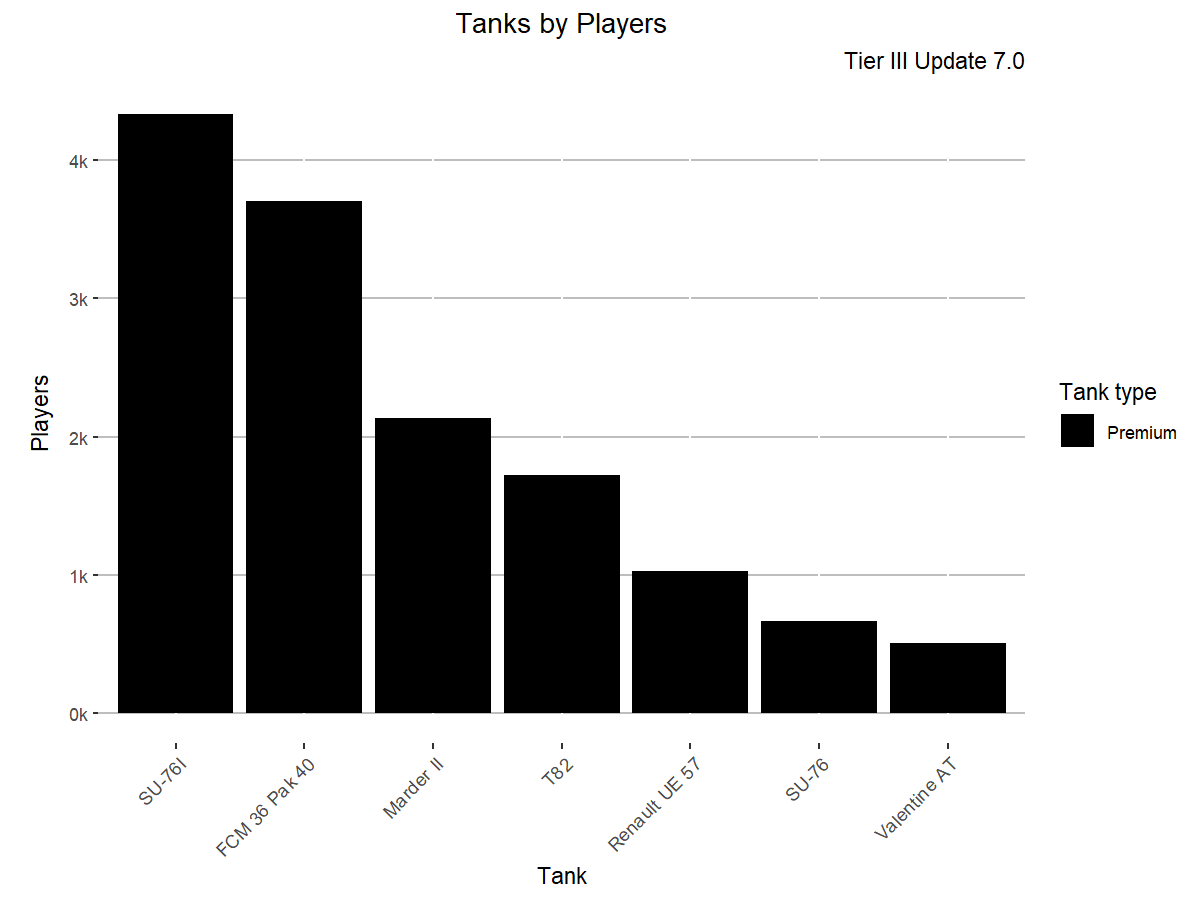 Tanks by Players
Tier III Update 7.0
Players
4k
3k
2k
1k
0k
SU-76I
FCM 36 Pak 40
Marder II
T82
Renault UE 57
SU-76
Valentine AT
Tank
Tank type
Premium